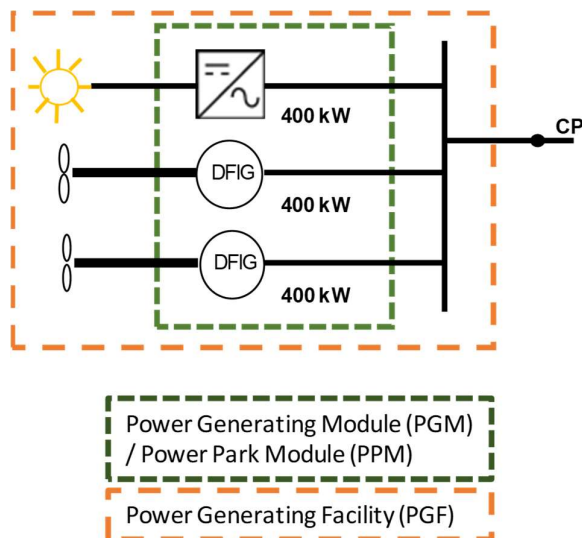 400 kW
CP
DFIG
400 kW
DFIG
400 kW
Power Generating Module (PGM)
/ Power Park Module (PPM)
Power Generating Facility (PGF)